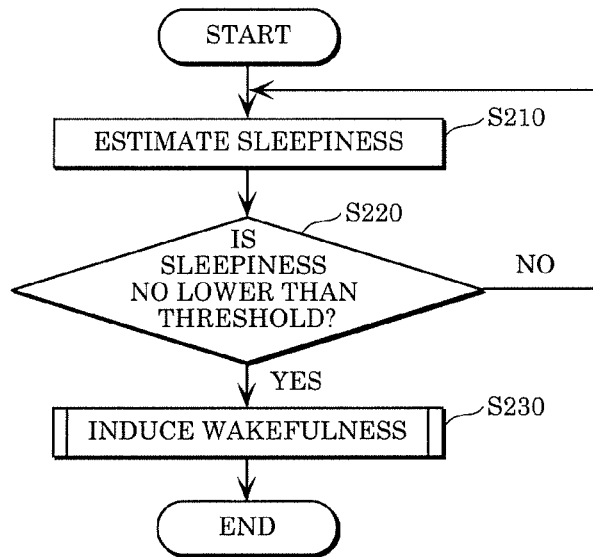 START
ESTIMATE SLEEPINESS
S210
S220
IS
SLEEPINESS
NO LOWER THAN
THRESHOLD?
NO
YES
INDUCE WAKEFULNESS
S230
END